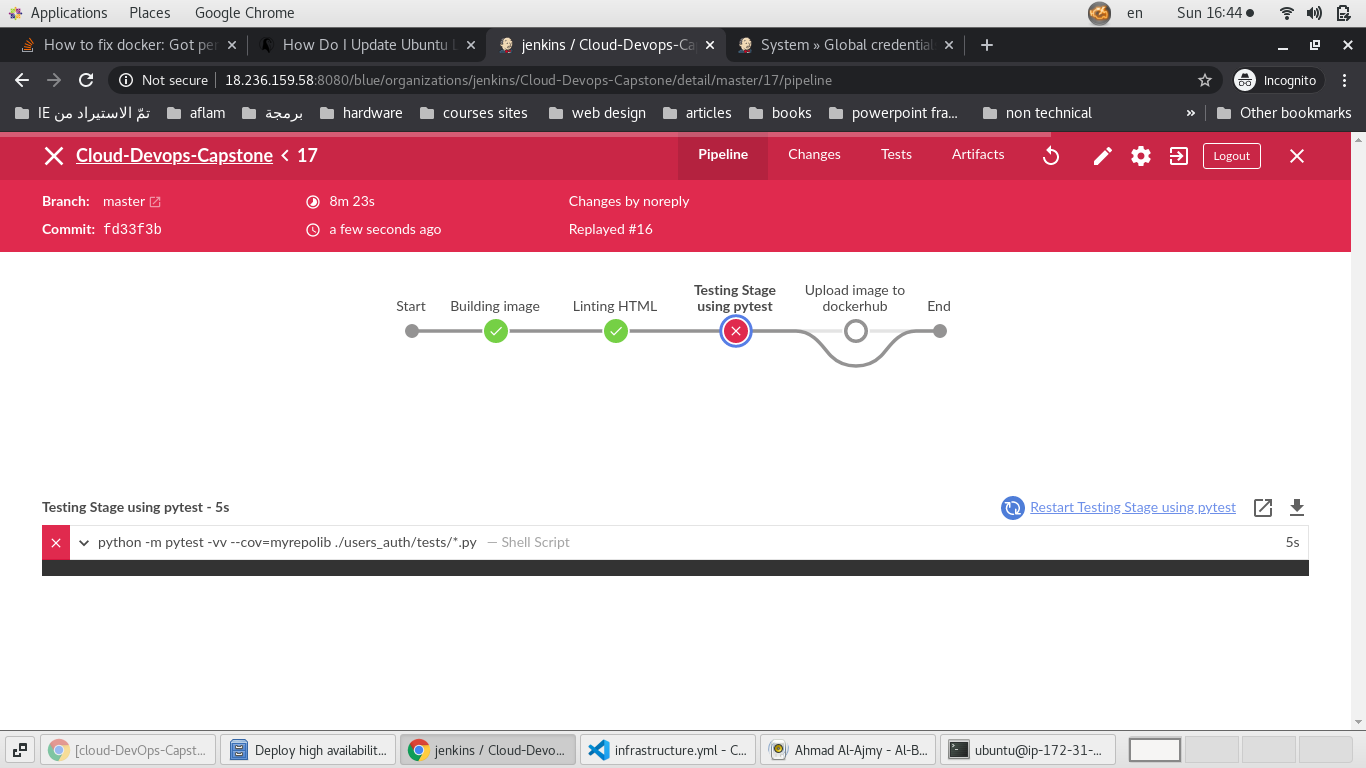 Applications Places Google Chrome en Sun 16:44
How to fix docker: Got per How Do I Update Ubuntu L jenkins / Cloud-Devops-Ca System » Global credential
Not secure 18.236.159.58:8080/blue/organizations/jenkins/Cloud-Devops-Capstone/detail/master/17/pipeline Incognito
تمّ الاستيراد من IE aflam برمجة hardware courses sites web design articles books powerpoint fra... non technical » Other bookmarks
Cloud-Devops-Capstone < 17 Pipeline Changes Tests Artifacts Logout
Branch: master 8m 23s Changes by noreply
Commit: fd33f3b a few seconds ago Replayed #16
Start Building image Linting HTML Testing Stage using pytest Upload image to dockerhub End
Testing Stage using pytest - 5s Restart Testing Stage using pytest
python -m pytest -vv --cov=myrepolib ./users_auth/tests/*.py — Shell Script 5s
[cloud-DevOps-Capst... Deploy high availabilit... jenkins / Cloud-Devo... infrastructure.yml - C... Ahmad Al-Ajmy - Al-B... ubuntu@ip-172-31-...